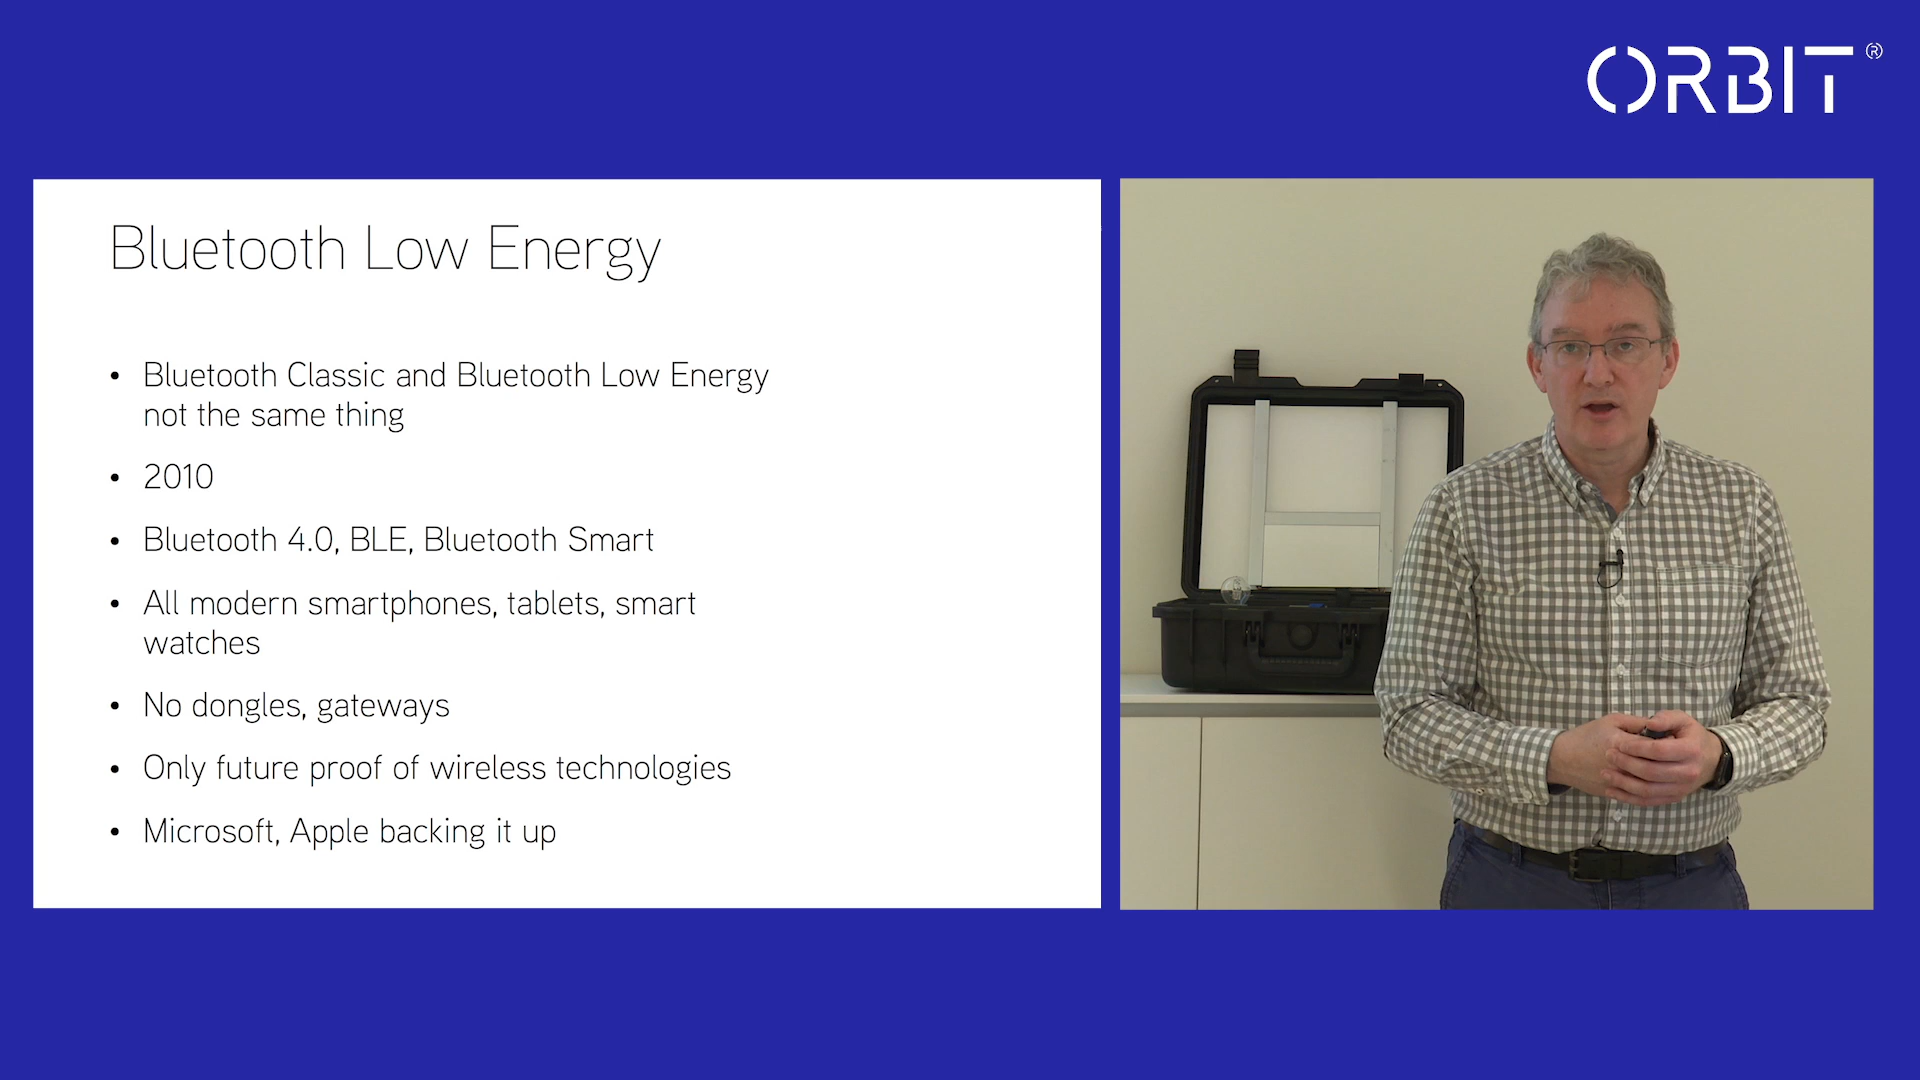 ORBIT®
Bluetooth Low Energy
• Bluetooth Classic and Bluetooth Low Energy
not the same thing
• 2010
• Bluetooth 4.0, BLE, Bluetooth Smart
• All modern smartphones, tablets, smart
watches
• No dongles, gateways
• Only future proof of wireless technologies
• Microsoft, Apple backing it up